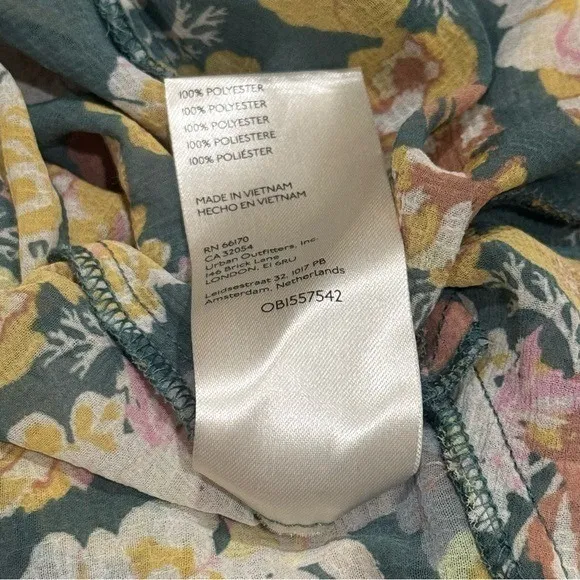 100% POLYESTER
100% POLYESTER
100% POLYESTER
100% POLIESTERE
100% POLIÉSTER
MADE IN VIETNAM
HECHO EN VIETNAM
RN 66170
CA 32054
Urban Outfitters, Inc.
146 Brick Lane
LONDON, E1 6RU
Leidsestraat 32, 1017 PB
Amsterdam, Netherlands
OB1557542